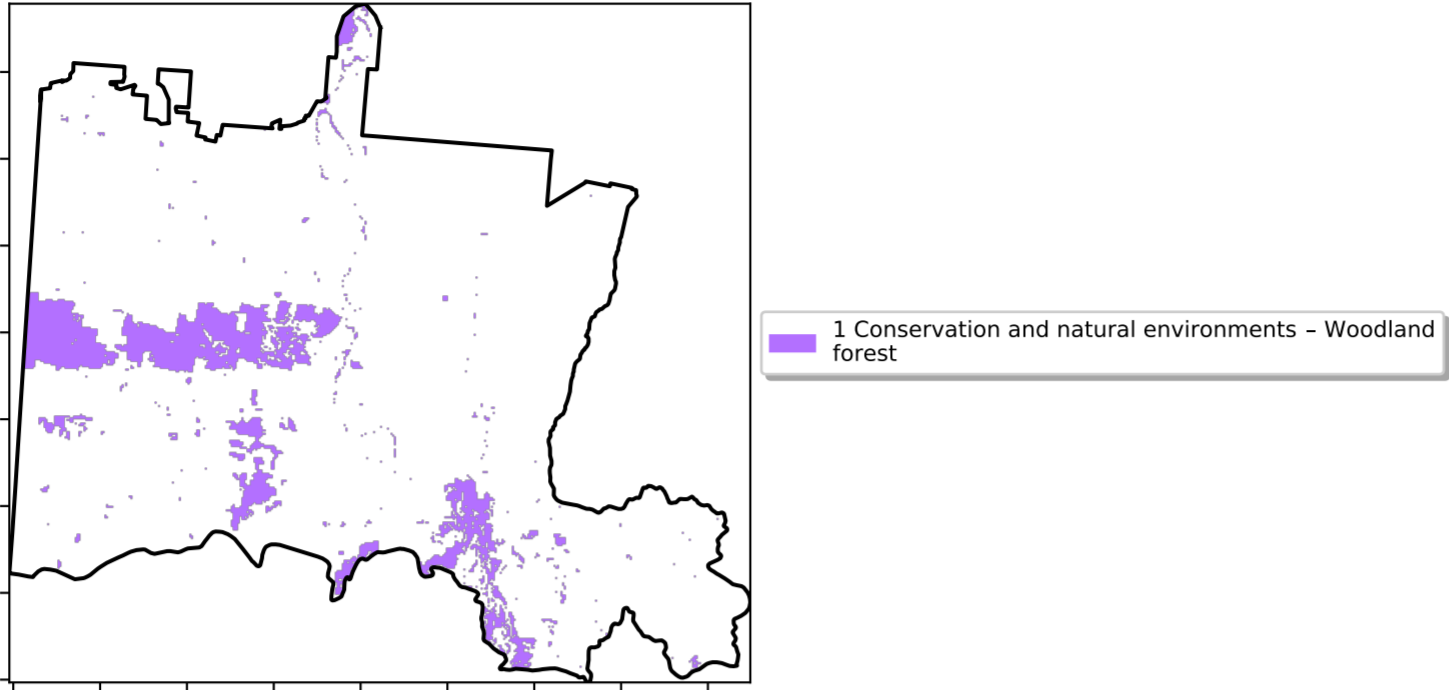 1 Conservation and natural environments – Woodland
forest